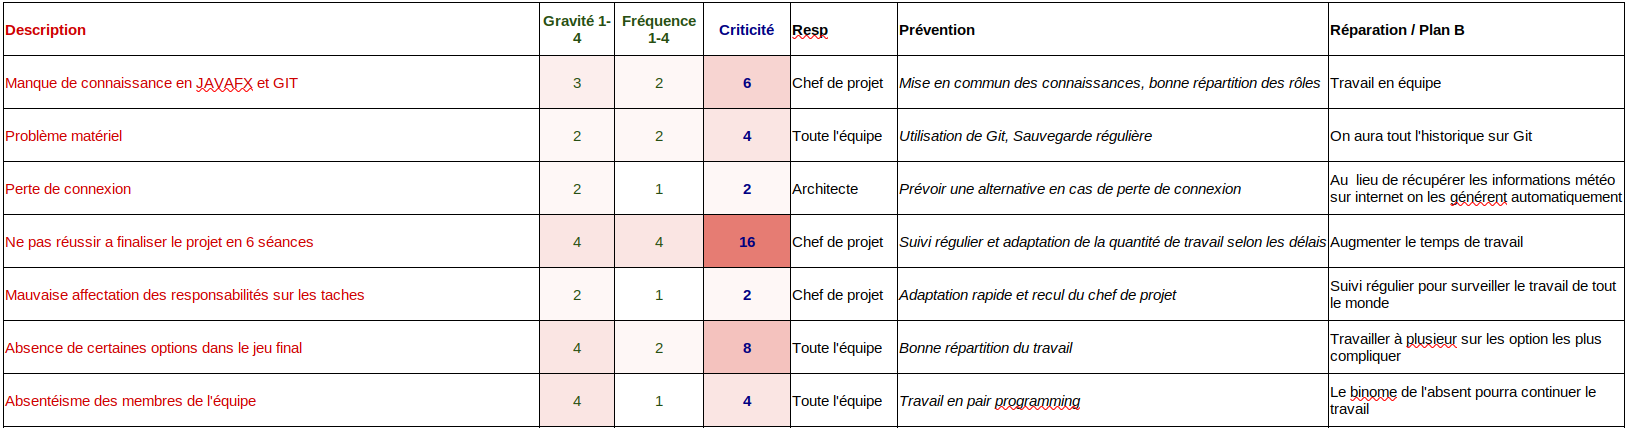 Description
Gravité 1-
4
Fréquence
1-4
Criticité
Resp
Prévention
Réparation / Plan B
Manque de connaissance en JAVAFX et GIT
3
2
6
Chef de projet
Mise en commun des connaissances, bonne répartition des rôles
Travail en équipe
Problème matériel
2
2
4
Toute l'équipe
Utilisation de Git, Sauvegarde régulière
On aura tout l'historique sur Git
Perte de connexion
2
1
2
Architecte
Prévoir une alternative en cas de perte de connexion
Au  lieu de récupérer les informations météo
sur internet on les générent automatiquement
Ne pas réussir a finaliser le projet en 6 séances
4
4
16
Chef de projet
Suivi régulier et adaptation de la quantité de travail selon les délais
Augmenter le temps de travail
Mauvaise affectation des responsabilités sur les taches
2
1
2
Chef de projet
Adaptation rapide et recul du chef de projet
Suivi régulier pour surveiller le travail de tout
le monde
Absence de certaines options dans le jeu final
4
2
8
Toute l'équipe
Bonne répartition du travail
Travailler à plusieur sur les option les plus
compliquer
Absentéisme des membres de l'équipe
4
1
4
Toute l'équipe
Travail en pair programming
Le binome de l'absent pourra continuer le
travail